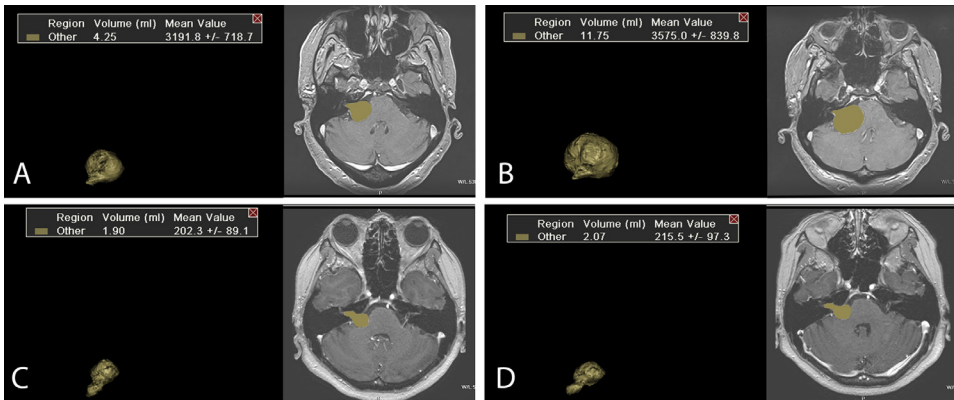 Region Volume (ml) Mean Value
Other 4.25 3191.8 +/- 718.7
A
P
Region Volume (ml) Mean Value
Other 11.75 3575.0 +/- 839.8
B
P
Region Volume (ml) Mean Value
Other 1.90 202.3 +/- 89.1
C
Region Volume (ml) Mean Value
Other 2.07 215.5 +/- 97.3
D